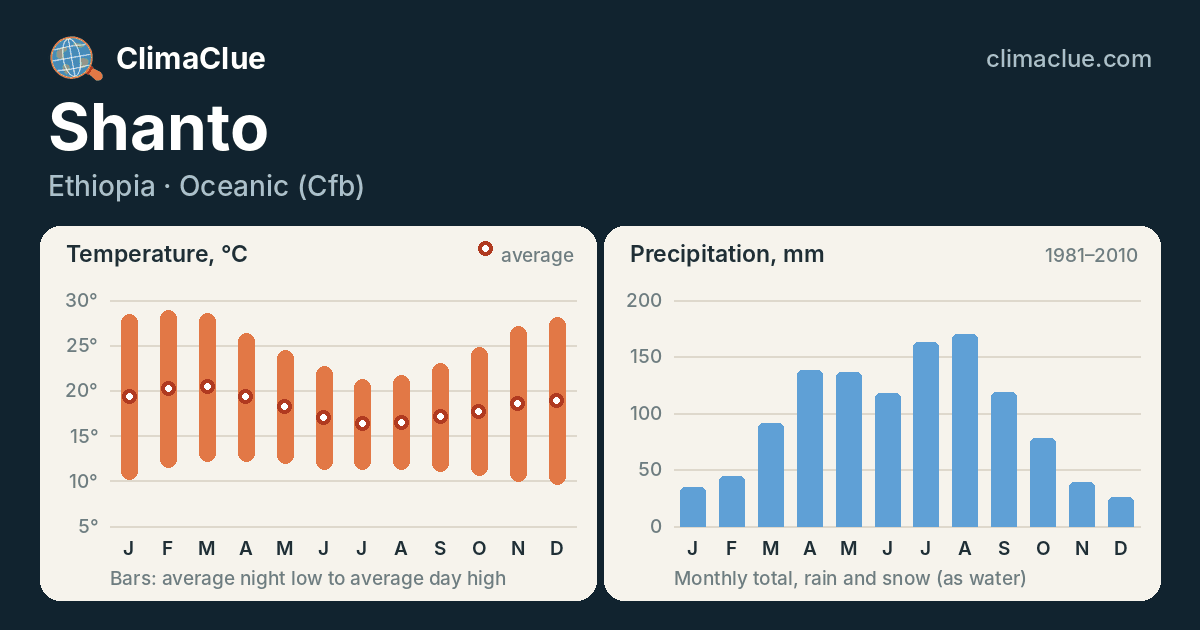 ClimaClue
climaclue.com
Shanto
Ethiopia · Oceanic (Cfb)
Temperature, °C
average
30°
25°
20°
15°
10°
5°
J F M A M J J A S O N D
Bars: average night low to average day high
Precipitation, mm
1981–2010
200
150
100
50
0
J F M A M J J A S O N D
Monthly total, rain and snow (as water)